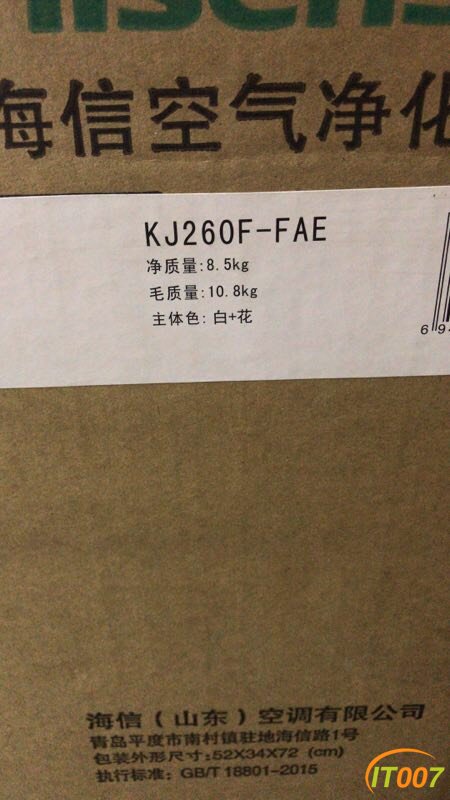 海信空气净化
KJ260F-FAE
净质量:8.5kg
毛质量:10.8kg
主体色: 白+花
69
海信（山东）空调有限公司
青岛平度市南村镇驻地海信路1号
包装外形尺寸:52X34X72 (cm)
执行标准: GB/T 18801-2015
IT007